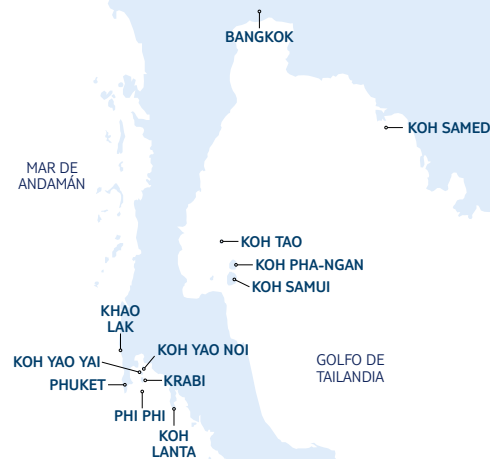 BANGKOK
KOH SAMED
MAR DE
ANDAMÁN
KOH TAO
KOH PHA-NGAN
KOH SAMUI
KHAO
LAK
KOH YAO NOI
KOH YAO YAI
GOLFO DE
TAILANDIA
PHUKET
KRABI
PHI PHI
KOH
LANTA